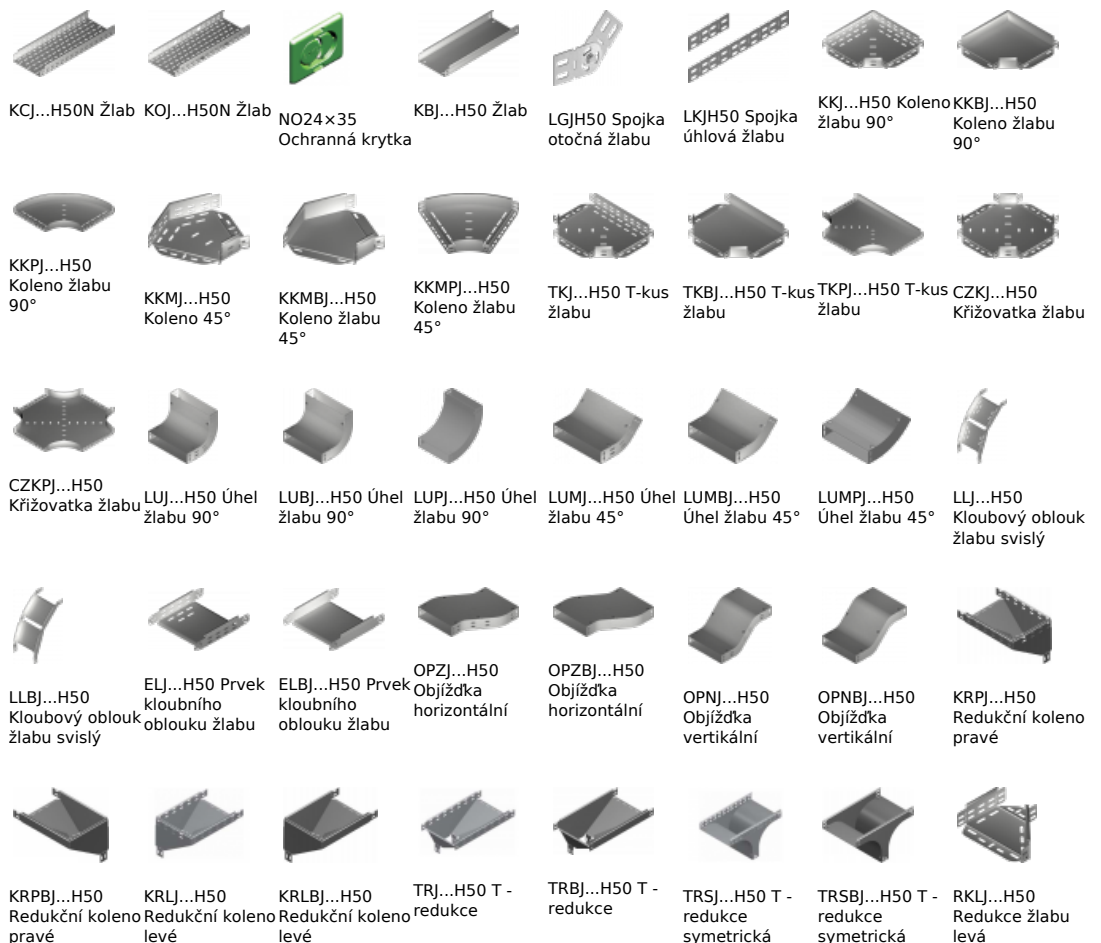 KCJ...H50N Žlab
KOJ...H50N Žlab
NO24×35
Ochranná krytka
KBJ...H50 Žlab
LGJH50 Spojka
otočná žlabu
LKJH50 Spojka
úhlová žlabu
KKJ...H50 Koleno
žlabu 90°
KKBJ...H50
Koleno žlabu
90°
KKPJ...H50
Koleno žlabu
90°
KKMJ...H50
Koleno 45°
KKMBJ...H50
Koleno žlabu
45°
KKMPJ...H50
Koleno žlabu
45°
TKJ...H50 T-kus
žlabu
TKBJ...H50 T-kus
žlabu
TKPJ...H50 T-kus
žlabu
CZKJ...H50
Křižovatka žlabu
CZKPJ...H50
Křižovatka žlabu
LUJ...H50 Úhel
žlabu 90°
LUBJ...H50 Úhel
žlabu 90°
LUPJ...H50 Úhel
žlabu 90°
LUMJ...H50 Úhel
žlabu 45°
LUMBJ...H50
Úhel žlabu 45°
LUMPJ...H50
Úhel žlabu 45°
LLJ...H50
Kloubový oblouk
žlabu svislý
LLBJ...H50
Kloubový oblouk
žlabu svislý
ELJ...H50 Prvek
kloubního
oblouku žlabu
ELBJ...H50 Prvek
kloubního
oblouku žlabu
OPZJ...H50
Objížďka
horizontální
OPZBJ...H50
Objížďka
horizontální
OPNJ...H50
Objížďka
vertikální
OPNBJ...H50
Objížďka
vertikální
KRPJ...H50
Redukční koleno
pravé
KRPBJ...H50
Redukční koleno
pravé
KRLJ...H50
Redukční koleno
levé
KRLBJ...H50
Redukční koleno
levé
TRJ...H50 T -
redukce
TRBJ...H50 T -
redukce
TRSJ...H50 T -
redukce
symetrická
TRSBJ...H50 T -
redukce
symetrická
RKLJ...H50
Redukce žlabu
levá